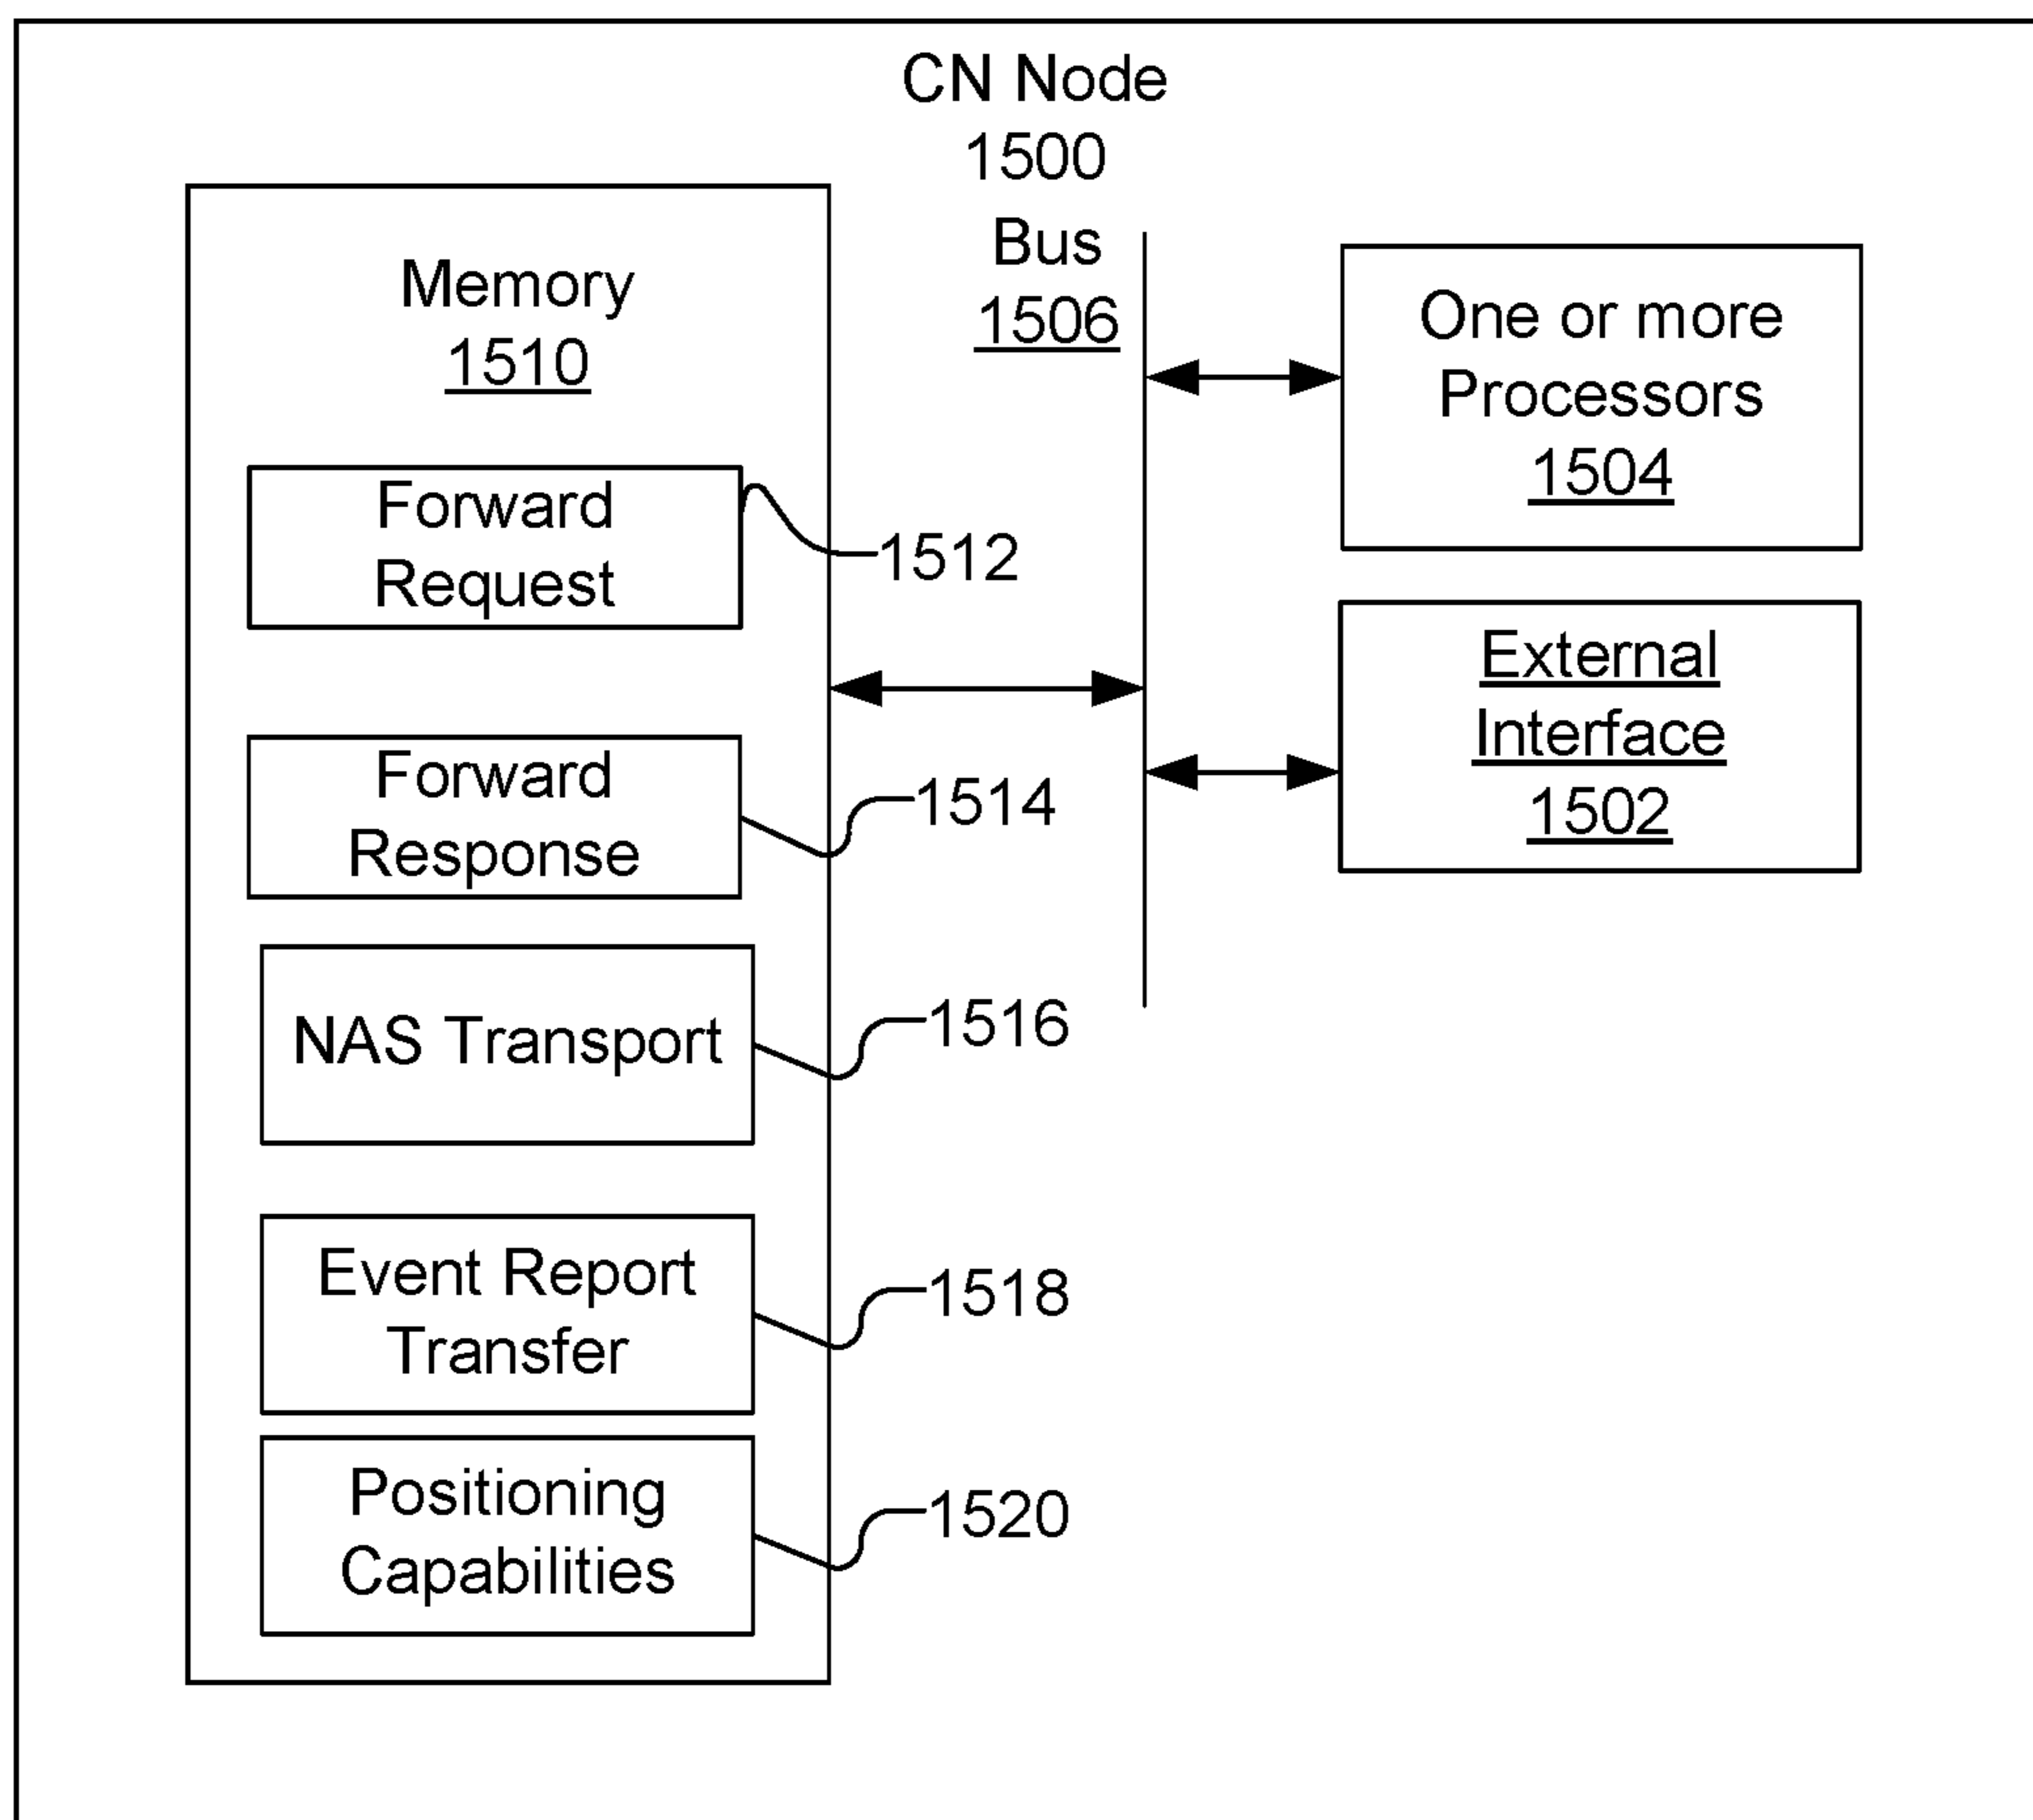 CN Node
1500
Memory
1510
Forward
Request
1512
Forward
Response
1514
NAS Transport
1516
Event Report
Transfer
1518
Positioning
Capabilities
1520
Bus
1506
One or more
Processors
1504
External
Interface
1502